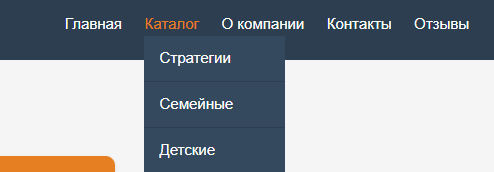 Главная Каталог О компании Контакты Отзывы
Стратегии
Семейные
Детские